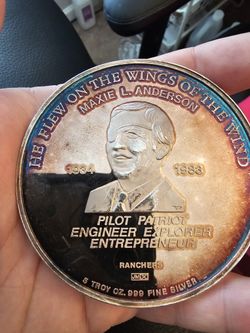 HE FLEW ON THE WINGS OF THE WIND
MAXIE L. ANDERSON
1934 1983
PILOT PATRIOT
ENGINEER EXPLORER
ENTREPRENEUR
RANCHERS
5 TROY OZ. .999 FINE SILVER